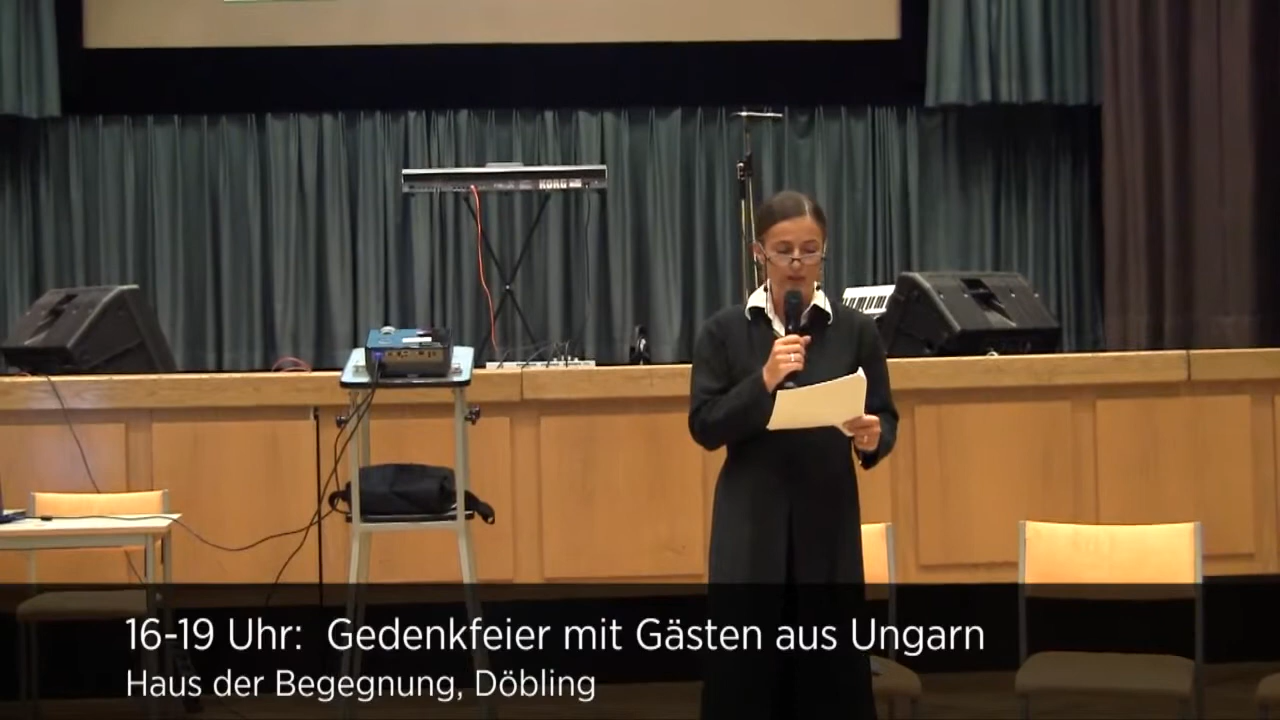 KORG
16-19 Uhr: Gedenkfeier mit Gästen aus Ungarn
Haus der Begegnung, Döbling